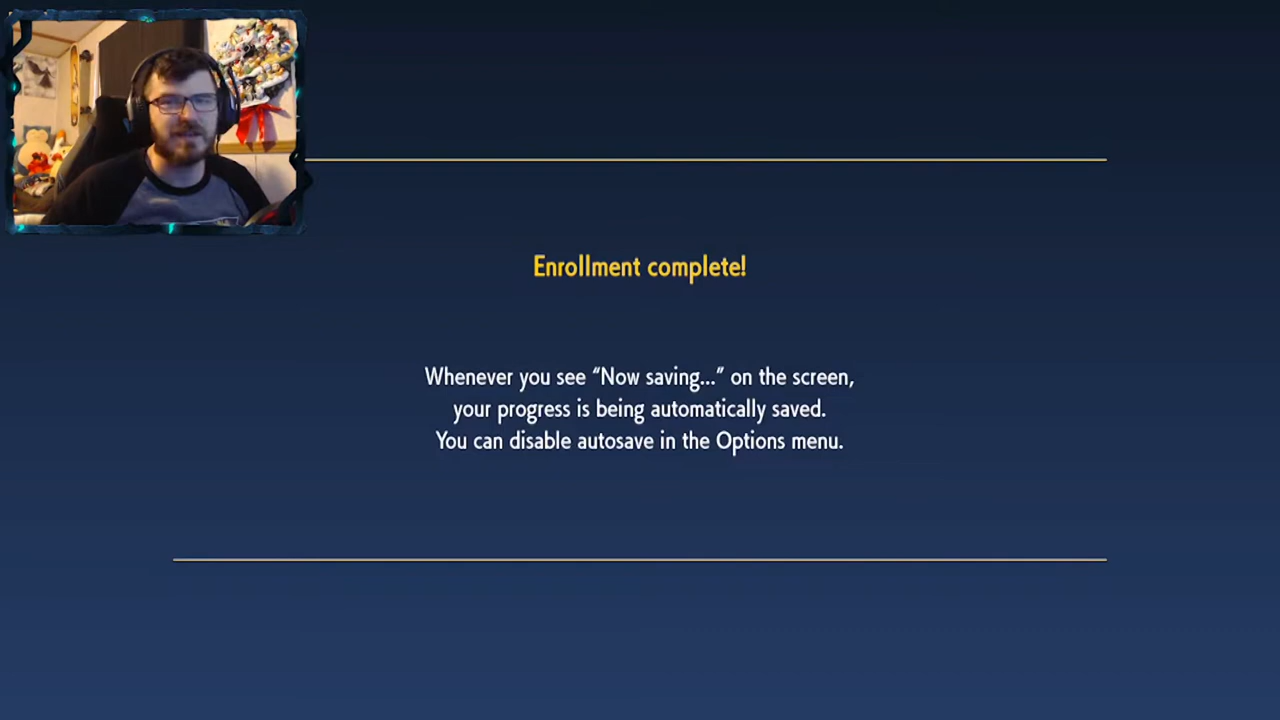 Enrollment complete!
Whenever you see “Now saving...” on the screen,
your progress is being automatically saved.
You can disable autosave in the Options menu.